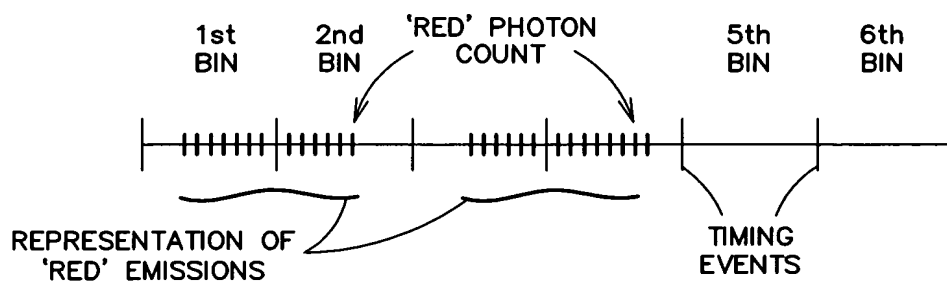 1st
BIN
2nd
BIN
'RED' PHOTON
COUNT
5th
BIN
6th
BIN
REPRESENTATION OF
'RED' EMISSIONS
TIMING
EVENTS